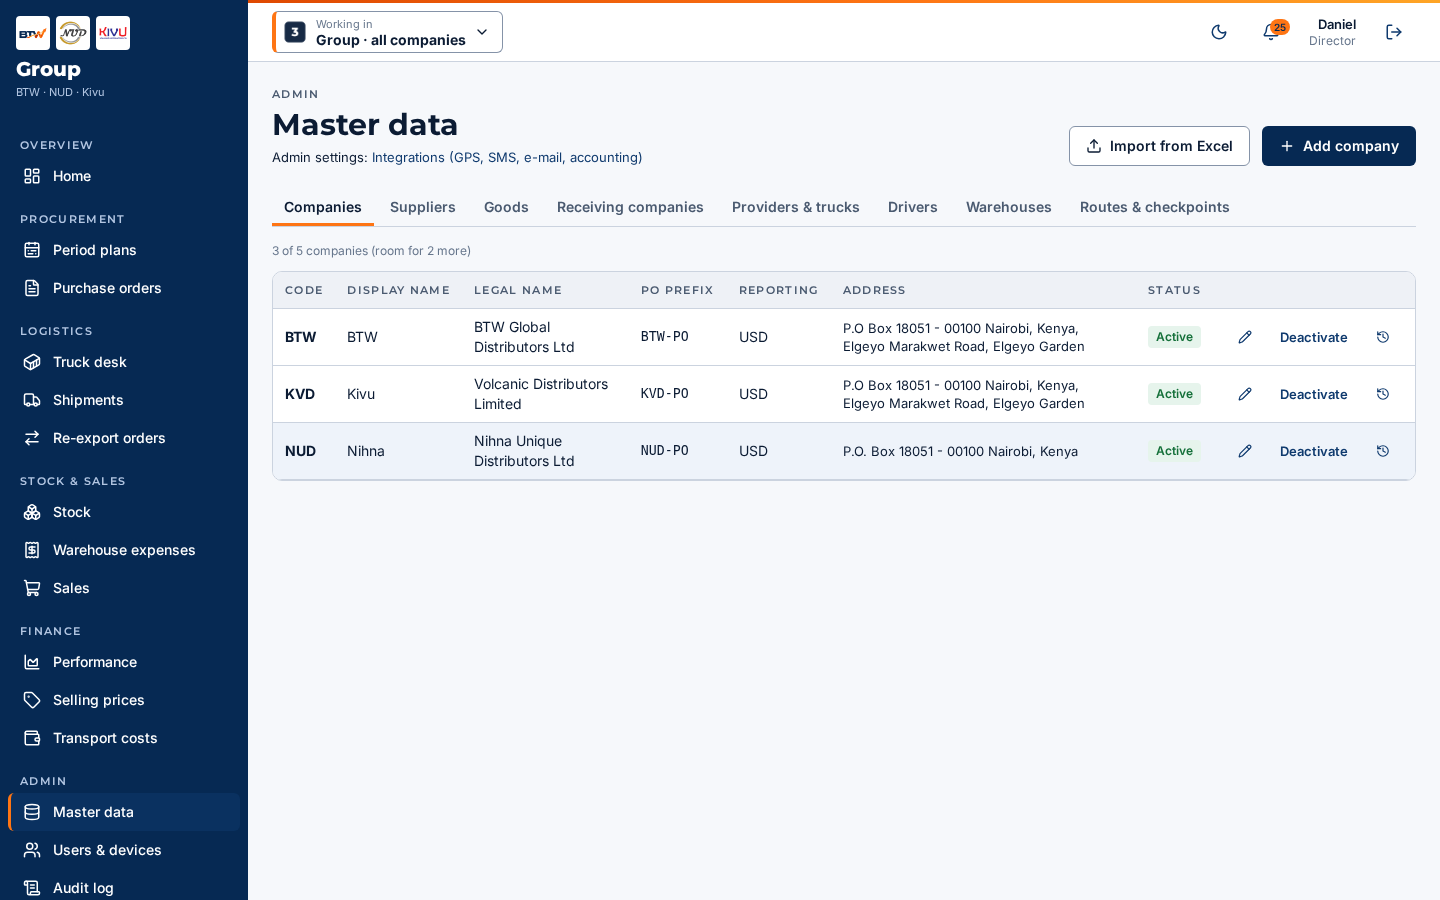 BTW NUD KIVU
Group
BTW · NUD · Kivu
OVERVIEW
Home
PROCUREMENT
Period plans
Purchase orders
LOGISTICS
Truck desk
Shipments
Re-export orders
STOCK & SALES
Stock
Warehouse expenses
Sales
FINANCE
Performance
Selling prices
Transport costs
ADMIN
Master data
Users & devices
Audit log
3
Working in
Group · all companies
25
Daniel
Director
ADMIN
Master data
Admin settings: Integrations (GPS, SMS, e-mail, accounting)
Import from Excel
Add company
Companies Suppliers Goods Receiving companies Providers & trucks Drivers Warehouses Routes & checkpoints
3 of 5 companies (room for 2 more)
CODE DISPLAY NAME LEGAL NAME PO PREFIX REPORTING ADDRESS STATUS
BTW BTW BTW Global Distributors Ltd BTW-PO USD P.O Box 18051 - 00100 Nairobi, Kenya, Elgeyo Marakwet Road, Elgeyo Garden Active Deactivate
KVD Kivu Volcanic Distributors Limited KVD-PO USD P.O Box 18051 - 00100 Nairobi, Kenya, Elgeyo Marakwet Road, Elgeyo Garden Active Deactivate
NUD Nihna Nihna Unique Distributors Ltd NUD-PO USD P.O. Box 18051 - 00100 Nairobi, Kenya Active Deactivate